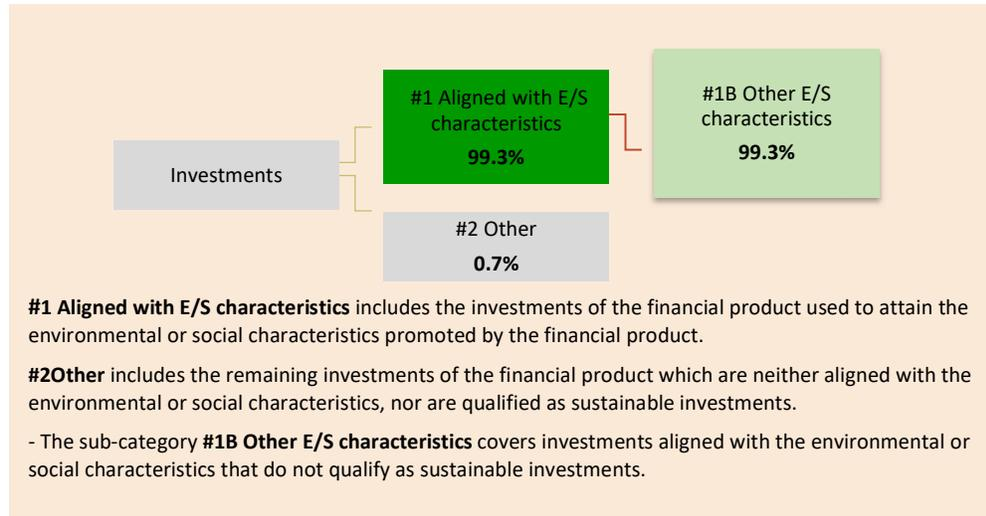 #1 Aligned with E/S
characteristics
99.3%
#1B Other E/S
characteristics
99.3%
Investments
#2 Other
0.7%
#1 Aligned with E/S characteristics includes the investments of the financial product used to attain the
environmental or social characteristics promoted by the financial product.
#2Other includes the remaining investments of the financial product which are neither aligned with the
environmental or social characteristics, nor are qualified as sustainable investments.
- The sub-category #1B Other E/S characteristics covers investments aligned with the environmental or
social characteristics that do not qualify as sustainable investments.